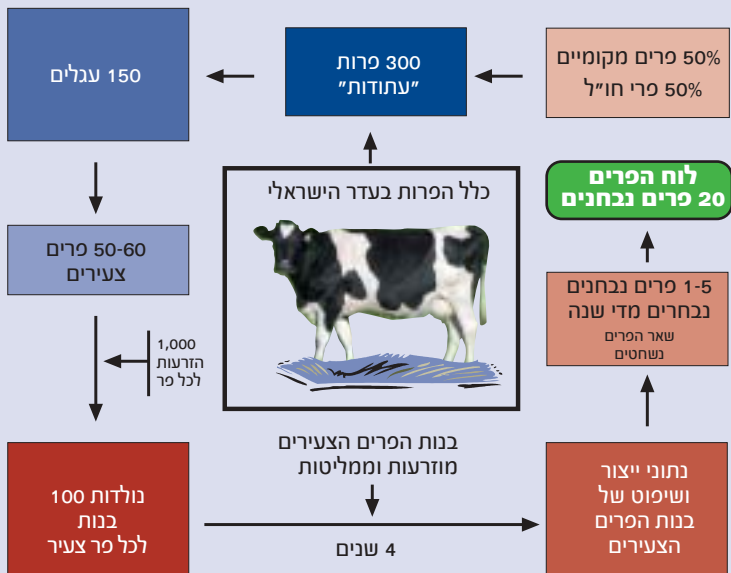 50% פרים מקומיים
50% פרי חו"ל
300 פרות
"עתודות"
150 עגלים
כלל הפרות בעדר הישראלי
לוח הפרים
20 פרים נבחנים
50-60 פרים
צעירים
1-5 פרים נבחנים
נבחרים מדי שנה
שאר הפרים
נשחטים
1,000
הזרעות
לכל פר
בנות הפרים הצעירים
מוזרעות וממליטות
נתוני ייצור
ושיפוט של
בנות הפרים
הצעירים
נולדות 100
בנות
לכל פר צעיר
4 שנים